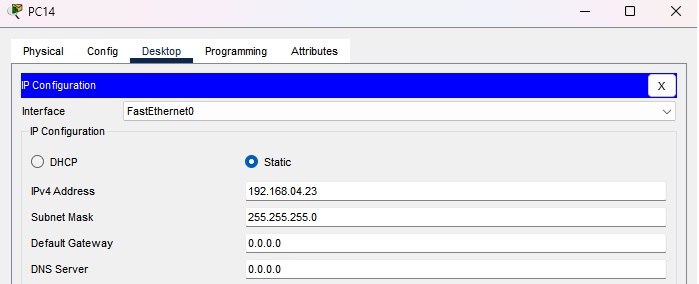 PC14
Physical Config Desktop Programming Attributes
IP Configuration X
Interface FastEthernet0
IP Configuration
DHCP Static
IPv4 Address 192.168.04.23
Subnet Mask 255.255.255.0
Default Gateway 0.0.0.0
DNS Server 0.0.0.0